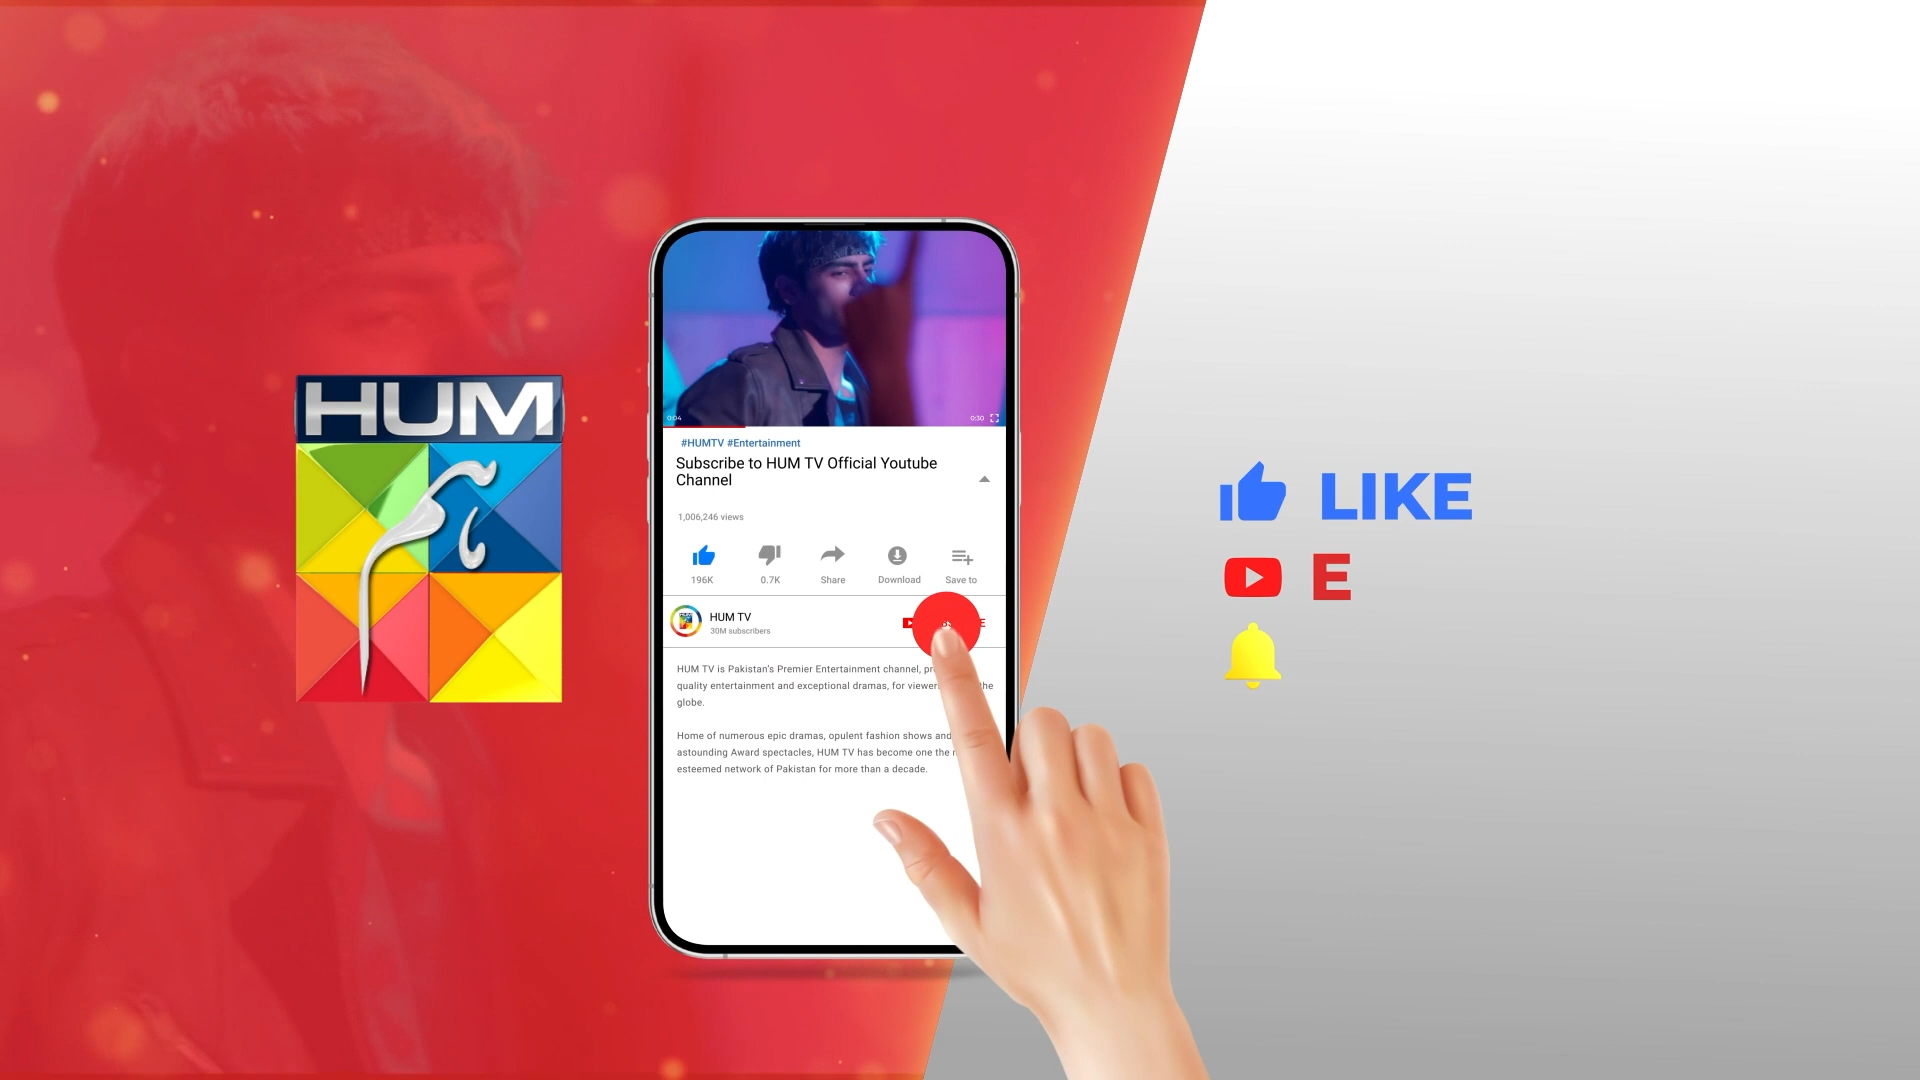 HUM
ہم
0:04
0:30
#HUMTV #Entertainment
Subscribe to HUM TV Official Youtube
Channel
1,006,246 views
196K
0.7K
Share
Download
Save to
HUM TV
30M subscribers
E
HUM TV is Pakistan's Premier Entertainment channel,
quality entertainment and exceptional dramas, for the
globe.
Home of numerous epic dramas, opulent fashion shows and
astounding Award spectacles, HUM TV has become one the
esteemed network of Pakistan for more than a decade.
LIKE
E